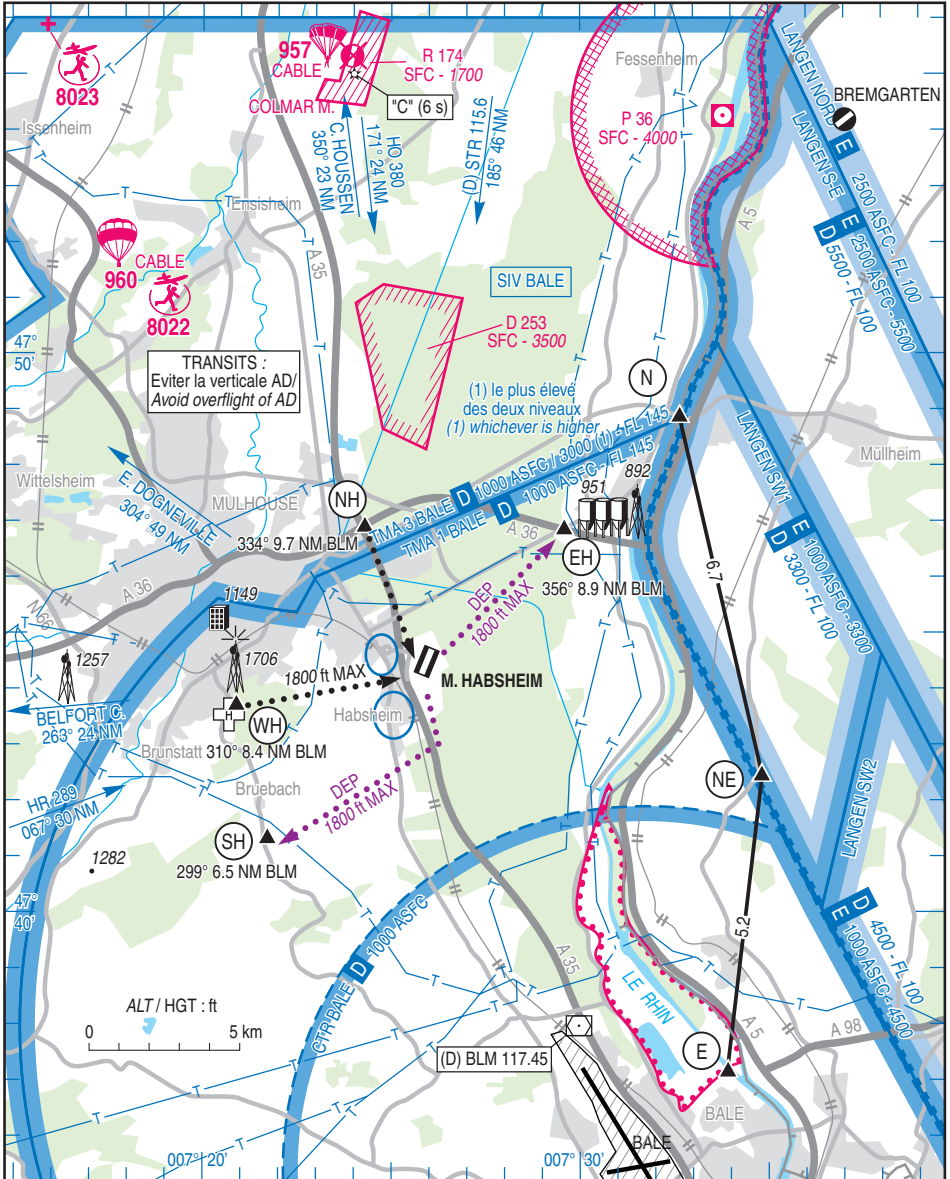 957
CABLE
R 174
SFC - 1700
"C" (6 s)
COLMAR M.
8023
Issenheim
Fessenheim
P 36
SFC - 4000
BREMGARTEN
LANGEN NORD
E
2500 ASFC - FL 100
LANGEN S-E
E
2500 ASFC - 5500
D
5500 - FL 100
C. HOUSSEN
350° 23 NM
HO 380
171° 24 NM
(D) STR 115.6
185° 46 NM
Ensisheim
A 35
A 5
960
CABLE
8022
SIV BALE
D 253
SFC - 3500
47°
50'
TRANSITS :
Eviter la verticale AD/
Avoid overflight of AD
N
(1) le plus élevé
des deux niveaux
(1) whichever is higher
TMA 3 BALE D 1000 ASFC / 3000 (1) - FL 145
TMA 1 BALE D 1000 ASFC - FL 145
Wittelsheim
E. DOGNEVILLE
304° 49 NM
MULHOUSE
NH
334° 9.7 NM BLM
A 36
951
892
EH
356° 8.9 NM BLM
Müllheim
LANGEN SW1
E
1000 ASFC - 3300
D
3300 - FL 100
6.7
A 36
N 66
1149
1706
1257
DEP
1800 ft MAX
M. HABSHEIM
1800 ft MAX
BELFORT C.
263° 24 NM
H
WH
Brunstatt
310° 8.4 NM BLM
Habsheim
HR 289
067° 30 NM
Bruebach
DEP
1800 ft MAX
SH
299° 6.5 NM BLM
NE
LANGEN SW2
1282
47°
40'
D
4500 - FL 100
E
1000 ASFC - 4500
5.2
CTR BALE D 1000 ASFC
A 35
LE RHIN
A 5
A 98
ALT / HGT : ft
0
5 km
(D) BLM 117.45
E
BALE
BALE
007° 20'
007° 30'